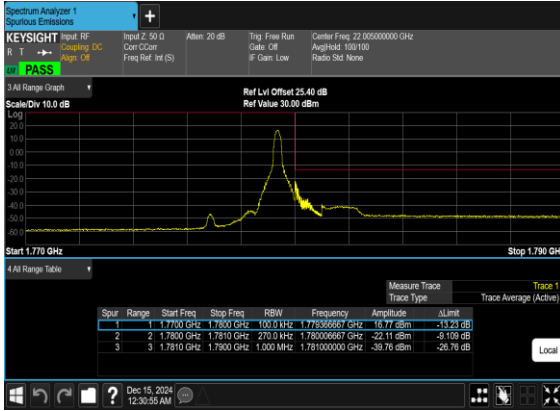 Spectrum Analyzer 1
Spurious Emissions
KEYSIGHT Input: RF Input Z: 50 Ω Atten: 20 dB Trig: Free Run Center Freq: 22.005000000 GHz
R T Coupling: DC Corr CCorr Gate: Off Avg|Hold: 100/100
Align: Off Freq Ref: Int (S) IF Gain: Low Radio Std: None
PASS
3 All Range Graph Ref Lvl Offset 25.40 dB
Scale/Div 10.0 dB Ref Value 30.00 dBm
Log
20.0
10.0
0.00
-10.0
-20.0
-30.0
-40.0
-50.0
-60.0
Start 1.770 GHz Stop 1.790 GH
4 All Range Table
Measure Trace Trace 1
Trace Type Trace Average (Active)
Spur Range Start Freq Stop Freq RBW Frequency Amplitude ΔLimit
1 1 1.7700 GHz 1.7800 GHz 100.0 kHz 1.779366667 GHz 16.77 dBm -13.23 dB
2 2 1.7800 GHz 1.7810 GHz 270.0 kHz 1.780006667 GHz -22.11 dBm -9.109 dB
3 3 1.7810 GHz 1.7900 GHz 1.000 MHz 1.781000000 GHz -39.76 dBm -26.76 dB
Local
Dec 15, 2024
12:30:55 AM